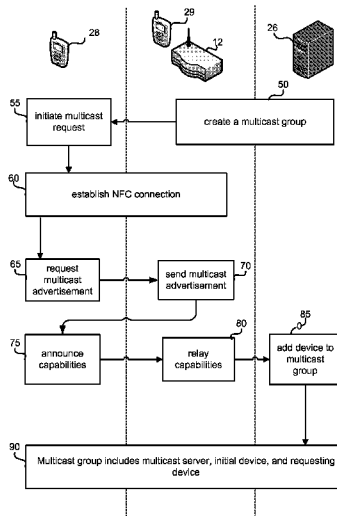 28
29
12
26
50
create a multicast group
55
initiate multicast
request
60
establish NFC connection
65
request
multicast
advertisement
70
send multicast
advertisement
75
announce
capabilities
80
relay
capabilities
85
add device to
multicast
group
90
Multicast group includes multicast server, initial device, and requesting
device